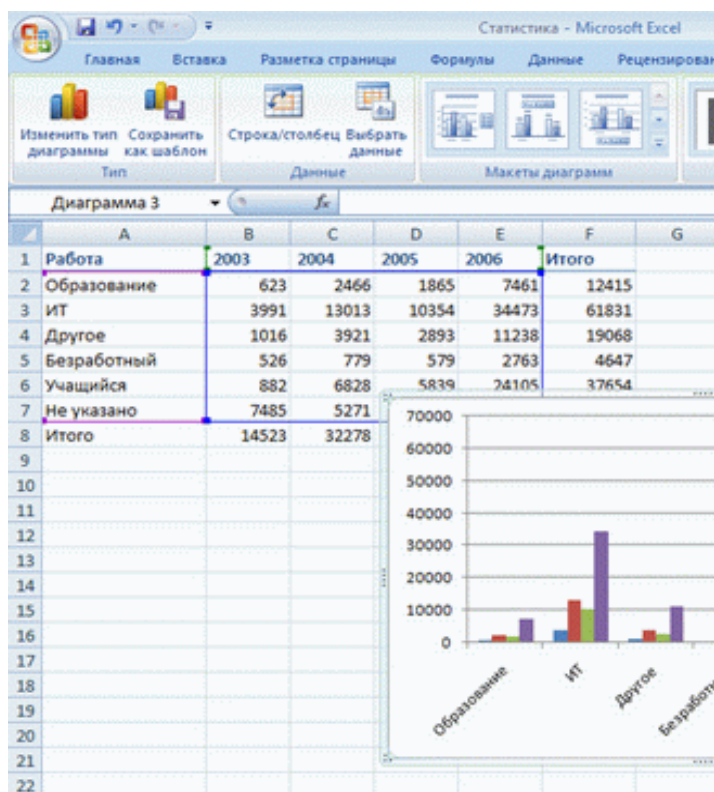 Статистика - Microsoft Excel
Главная Вставка Разметка страницы Формулы Данные Рецензирован
Изменить тип диаграммы Сохранить как шаблон Строка/столбец Выбрать данные
Тип Данные Макеты диаграмм
Диаграмма 3 fx
A B C D E F G
1 Работа 2003 2004 2005 2006 Итого
2 Образование 623 2466 1865 7461 12415
3 ИТ 3991 13013 10354 34473 61831
4 Другое 1016 3921 2893 11238 19068
5 Безработный 526 779 579 2763 4647
6 Учащийся 882 6828 5839 24105 37654
7 Не указано 7485 5271
8 Итого 14523 32278
9
10
11
12
13
14
15
16
17
18
19
20
21
22
70000
60000
50000
40000
30000
20000
10000
0
Образование ИТ Другое Безработн